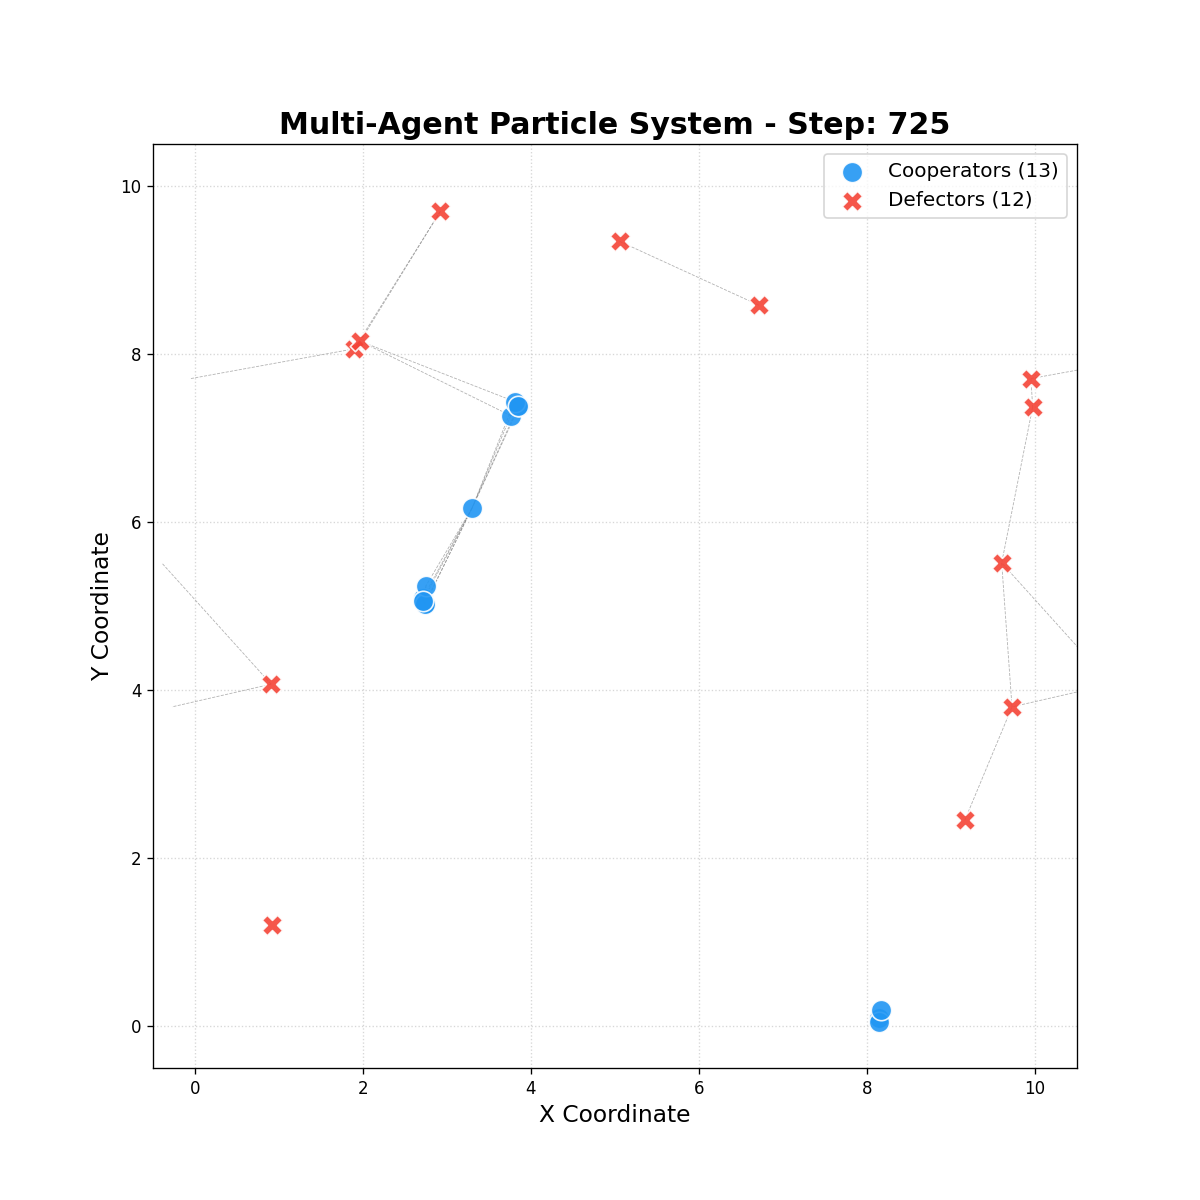 Multi-Agent Particle System - Step: 725
Cooperators (13)
Defectors (12)
10
8
6
4
2
0
Y Coordinate
0 2 4 6 8 10
X Coordinate